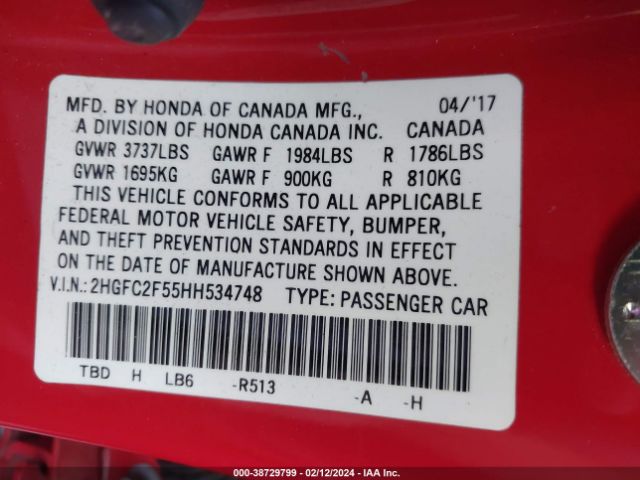 MFD. BY HONDA OF CANADA MFG., 04/'17
A DIVISION OF HONDA CANADA INC. CANADA
GVWR 3737LBS GAWR F 1984LBS R 1786LBS
GVWR 1695KG GAWR F 900KG R 810KG
THIS VEHICLE CONFORMS TO ALL APPLICABLE
FEDERAL MOTOR VEHICLE SAFETY, BUMPER,
AND THEFT PREVENTION STANDARDS IN EFFECT
ON THE DATE OF MANUFACTURE SHOWN ABOVE.
V.I.N.: 2HGFC2F55HH534748 TYPE: PASSENGER CAR
TBD H LB6 -R513 -A -H
000-38729799 - 02/12/2024 - IAA Inc.